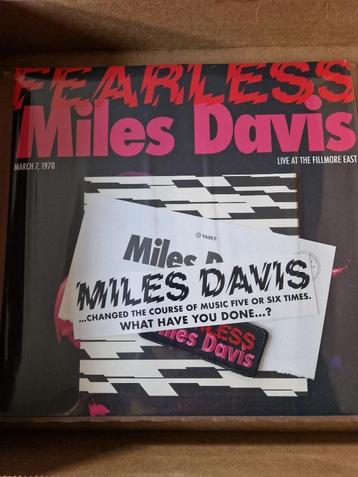 FEARLESS
Miles Davis
MARCH 7, 1970
LIVE AT THE FILLMORE EAST
VAULT
Miles D
MILES DAVIS
...CHANGED THE COURSE OF MUSIC FIVE OR SIX TIMES.
WHAT HAVE YOU DONE...?
LESS
iles Davis